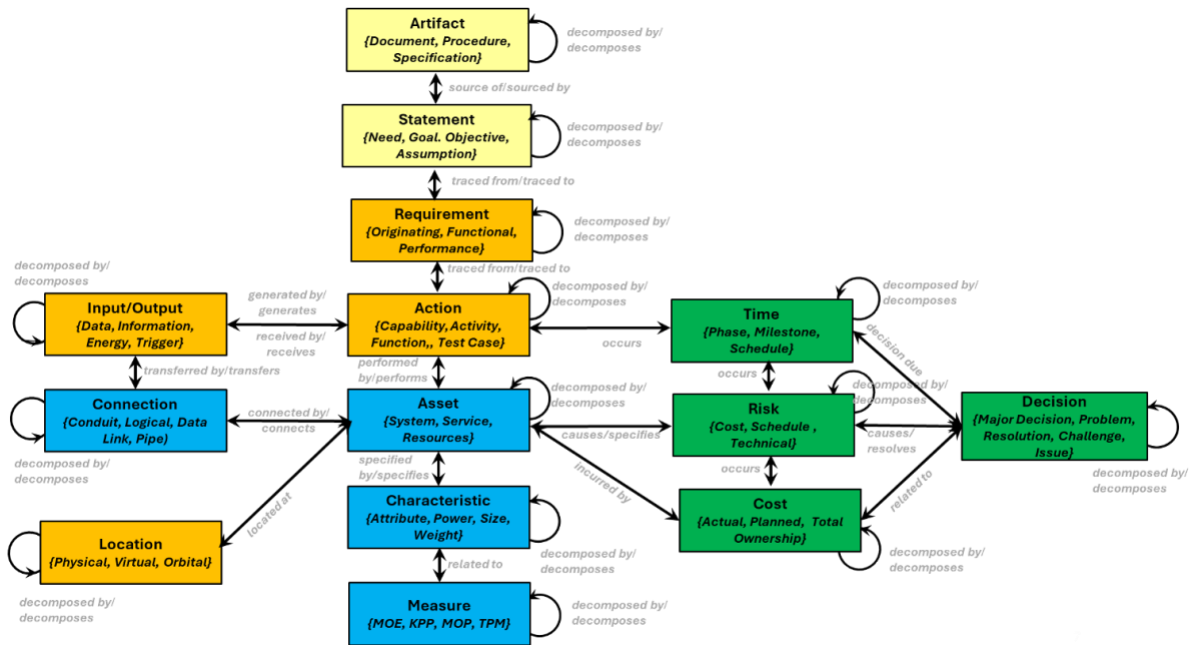 Artifact
{Document, Procedure,
Specification}
decomposed by/
decomposes
source of/sourced by
Statement
{Need, Goal. Objective,
Assumption}
decomposed by/
decomposes
traced from/traced to
Requirement
{Originating, Functional,
Performance}
decomposed by/
decomposes
traced from/traced to
decomposed by/
decomposes
Input/Output
{Data, Information,
Energy, Trigger}
generated by/
generates
received by/
receives
Action
{Capability, Activity,
Function,, Test Case}
decomposed by/
decomposes
occurs
Time
{Phase, Milestone,
Schedule}
decomposed by/
decomposes
decision due
transferred by/transfers
performed
by/performs
occurs
Connection
{Conduit, Logical, Data
Link, Pipe)
decomposed by/
decomposes
connected by/
connects
Asset
{System, Service,
Resources}
decomposed by/
decomposes
causes/specifies
Risk
{Cost, Schedule ,
Technical}
decomposed by/
decomposes
causes/
resolves
Decision
{Major Decision, Problem,
Resolution, Challenge,
Issue}
decomposed by/
decomposes
specified
by/specifies
incurred by
occurs
related to
located at
Characteristic
{Attribute, Power, Size,
Weight}
decomposed by/
decomposes
Cost
{Actual, Planned, Total
Ownership}
decomposed by/
decomposes
Location
{Physical, Virtual, Orbital}
decomposed by/
decomposes
related to
Measure
{MOE, KPP, MOP, TPM}
decomposed by/
decomposes